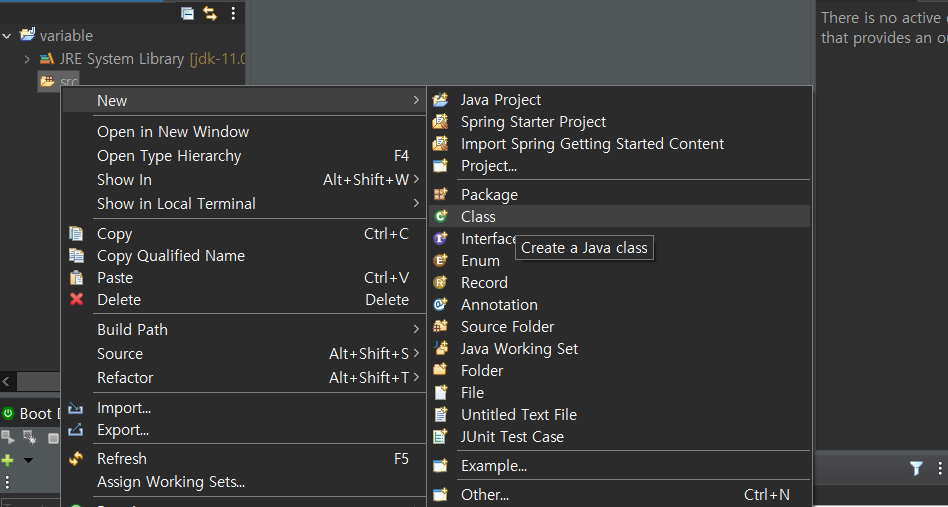 variable
JRE System Library [jdk-11.0
src
There is no active
that provides an ou
New
Open in New Window
Open Type Hierarchy F4
Show In Alt+Shift+W
Show in Local Terminal
Copy Ctrl+C
Copy Qualified Name
Paste Ctrl+V
Delete Delete
Build Path
Source Alt+Shift+S
Refactor Alt+Shift+T
Import...
Export...
Refresh F5
Assign Working Sets...
Java Project
Spring Starter Project
Import Spring Getting Started Content
Project...
Package
Class
Interface
Create a Java class
Enum
Record
Annotation
Source Folder
Java Working Set
Folder
File
Untitled Text File
JUnit Test Case
Example...
Other... Ctrl+N
Boot D